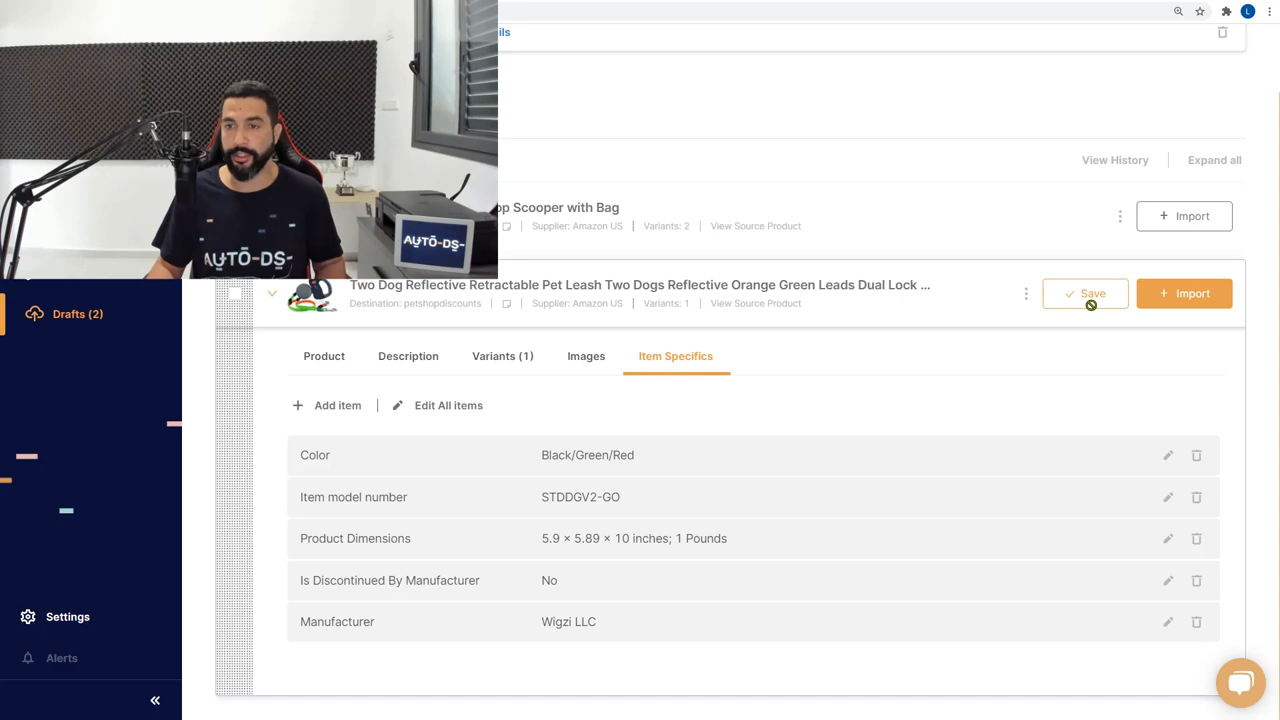 ils
View History
Expand all
op Scooper with Bag
Supplier: Amazon US | Variants: 2 | View Source Product
+ Import
AUTO-DS-
AUTO-DS-
Two Dog Reflective Retractable Pet Leash Two Dogs Reflective Orange Green Leads Dual Lock ...
Destination: petshopdiscounts | Supplier: Amazon US | Variants: 1 | View Source Product
Save
+ Import
Drafts (2)
Product
Description
Variants (1)
Images
Item Specifics
+ Add item
Edit All items
Color Black/Green/Red
Item model number STDDGV2-GO
Product Dimensions 5.9 × 5.89 × 10 inches; 1 Pounds
Is Discontinued By Manufacturer No
Manufacturer Wigzi LLC
Settings
Alerts
«
L